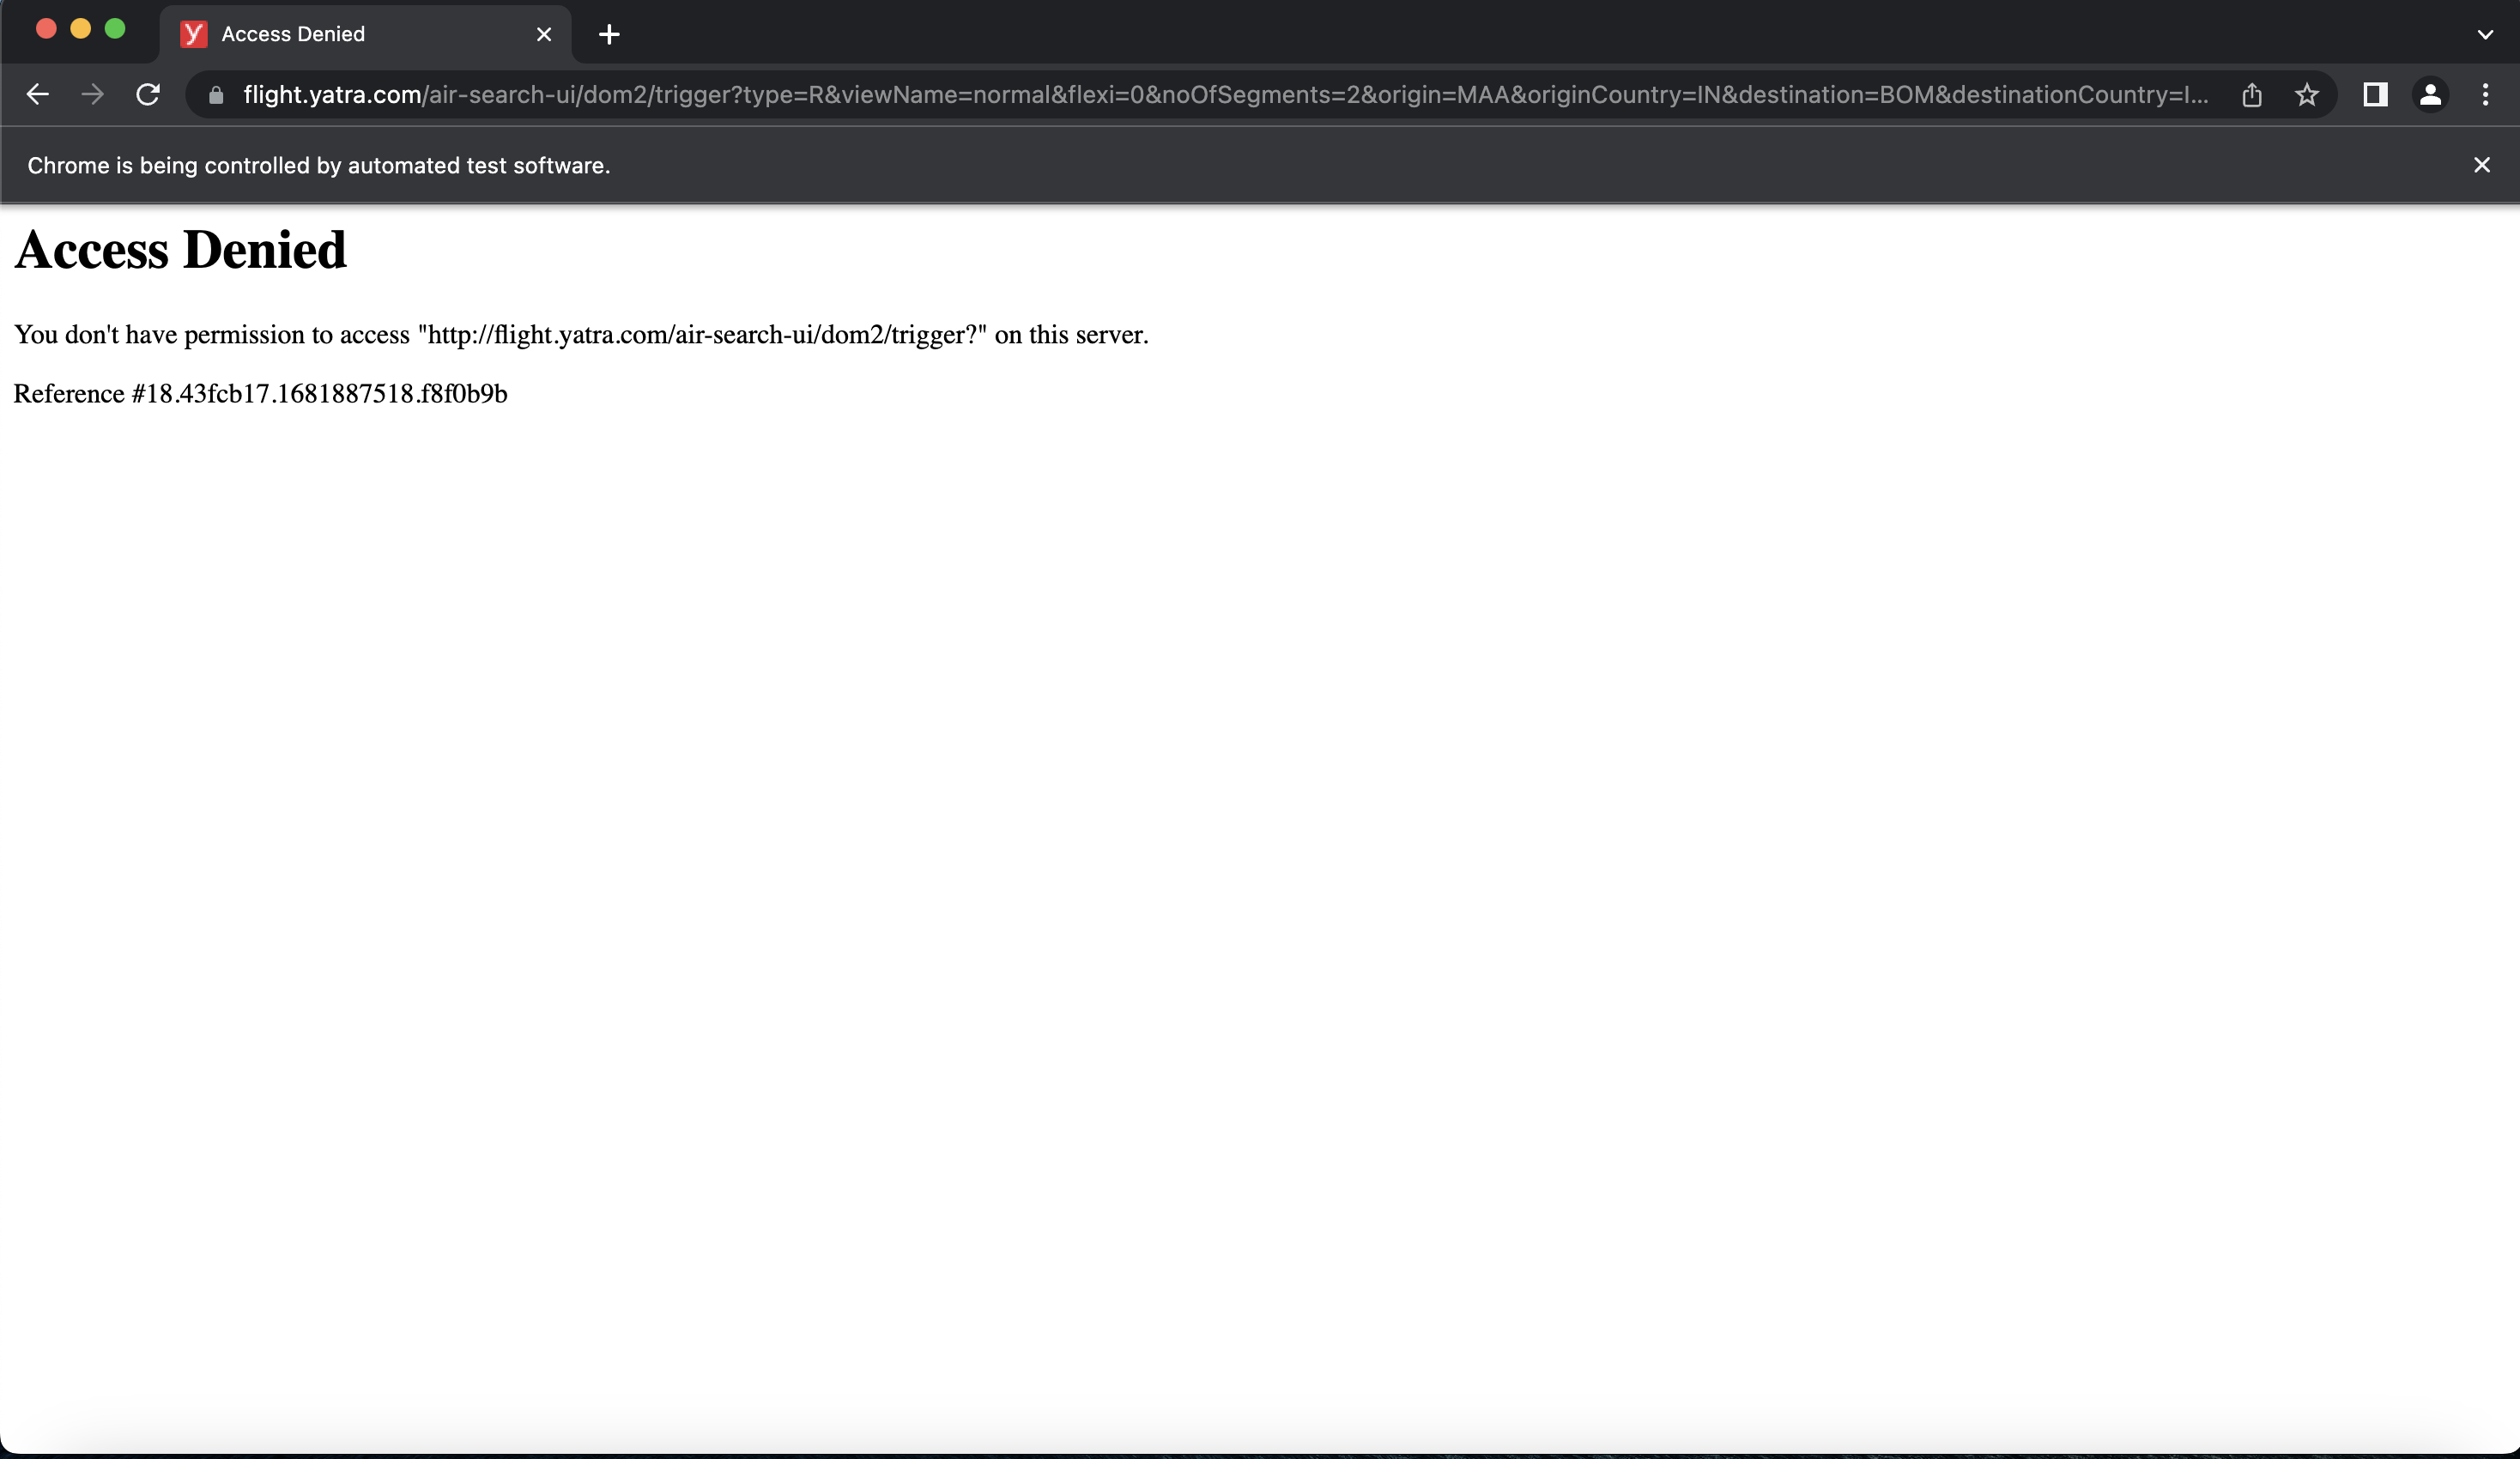 Access Denied
flight.yatra.com/air-search-ui/dom2/trigger?type=R&viewName=normal&flexi=0&noOfSegments=2&origin=MAA&originCountry=IN&destination=BOM&destinationCountry=I...
Chrome is being controlled by automated test software.
Access Denied
You don't have permission to access "http://flight.yatra.com/air-search-ui/dom2/trigger?" on this server.
Reference #18.43fcb17.1681887518.f8f0b9b